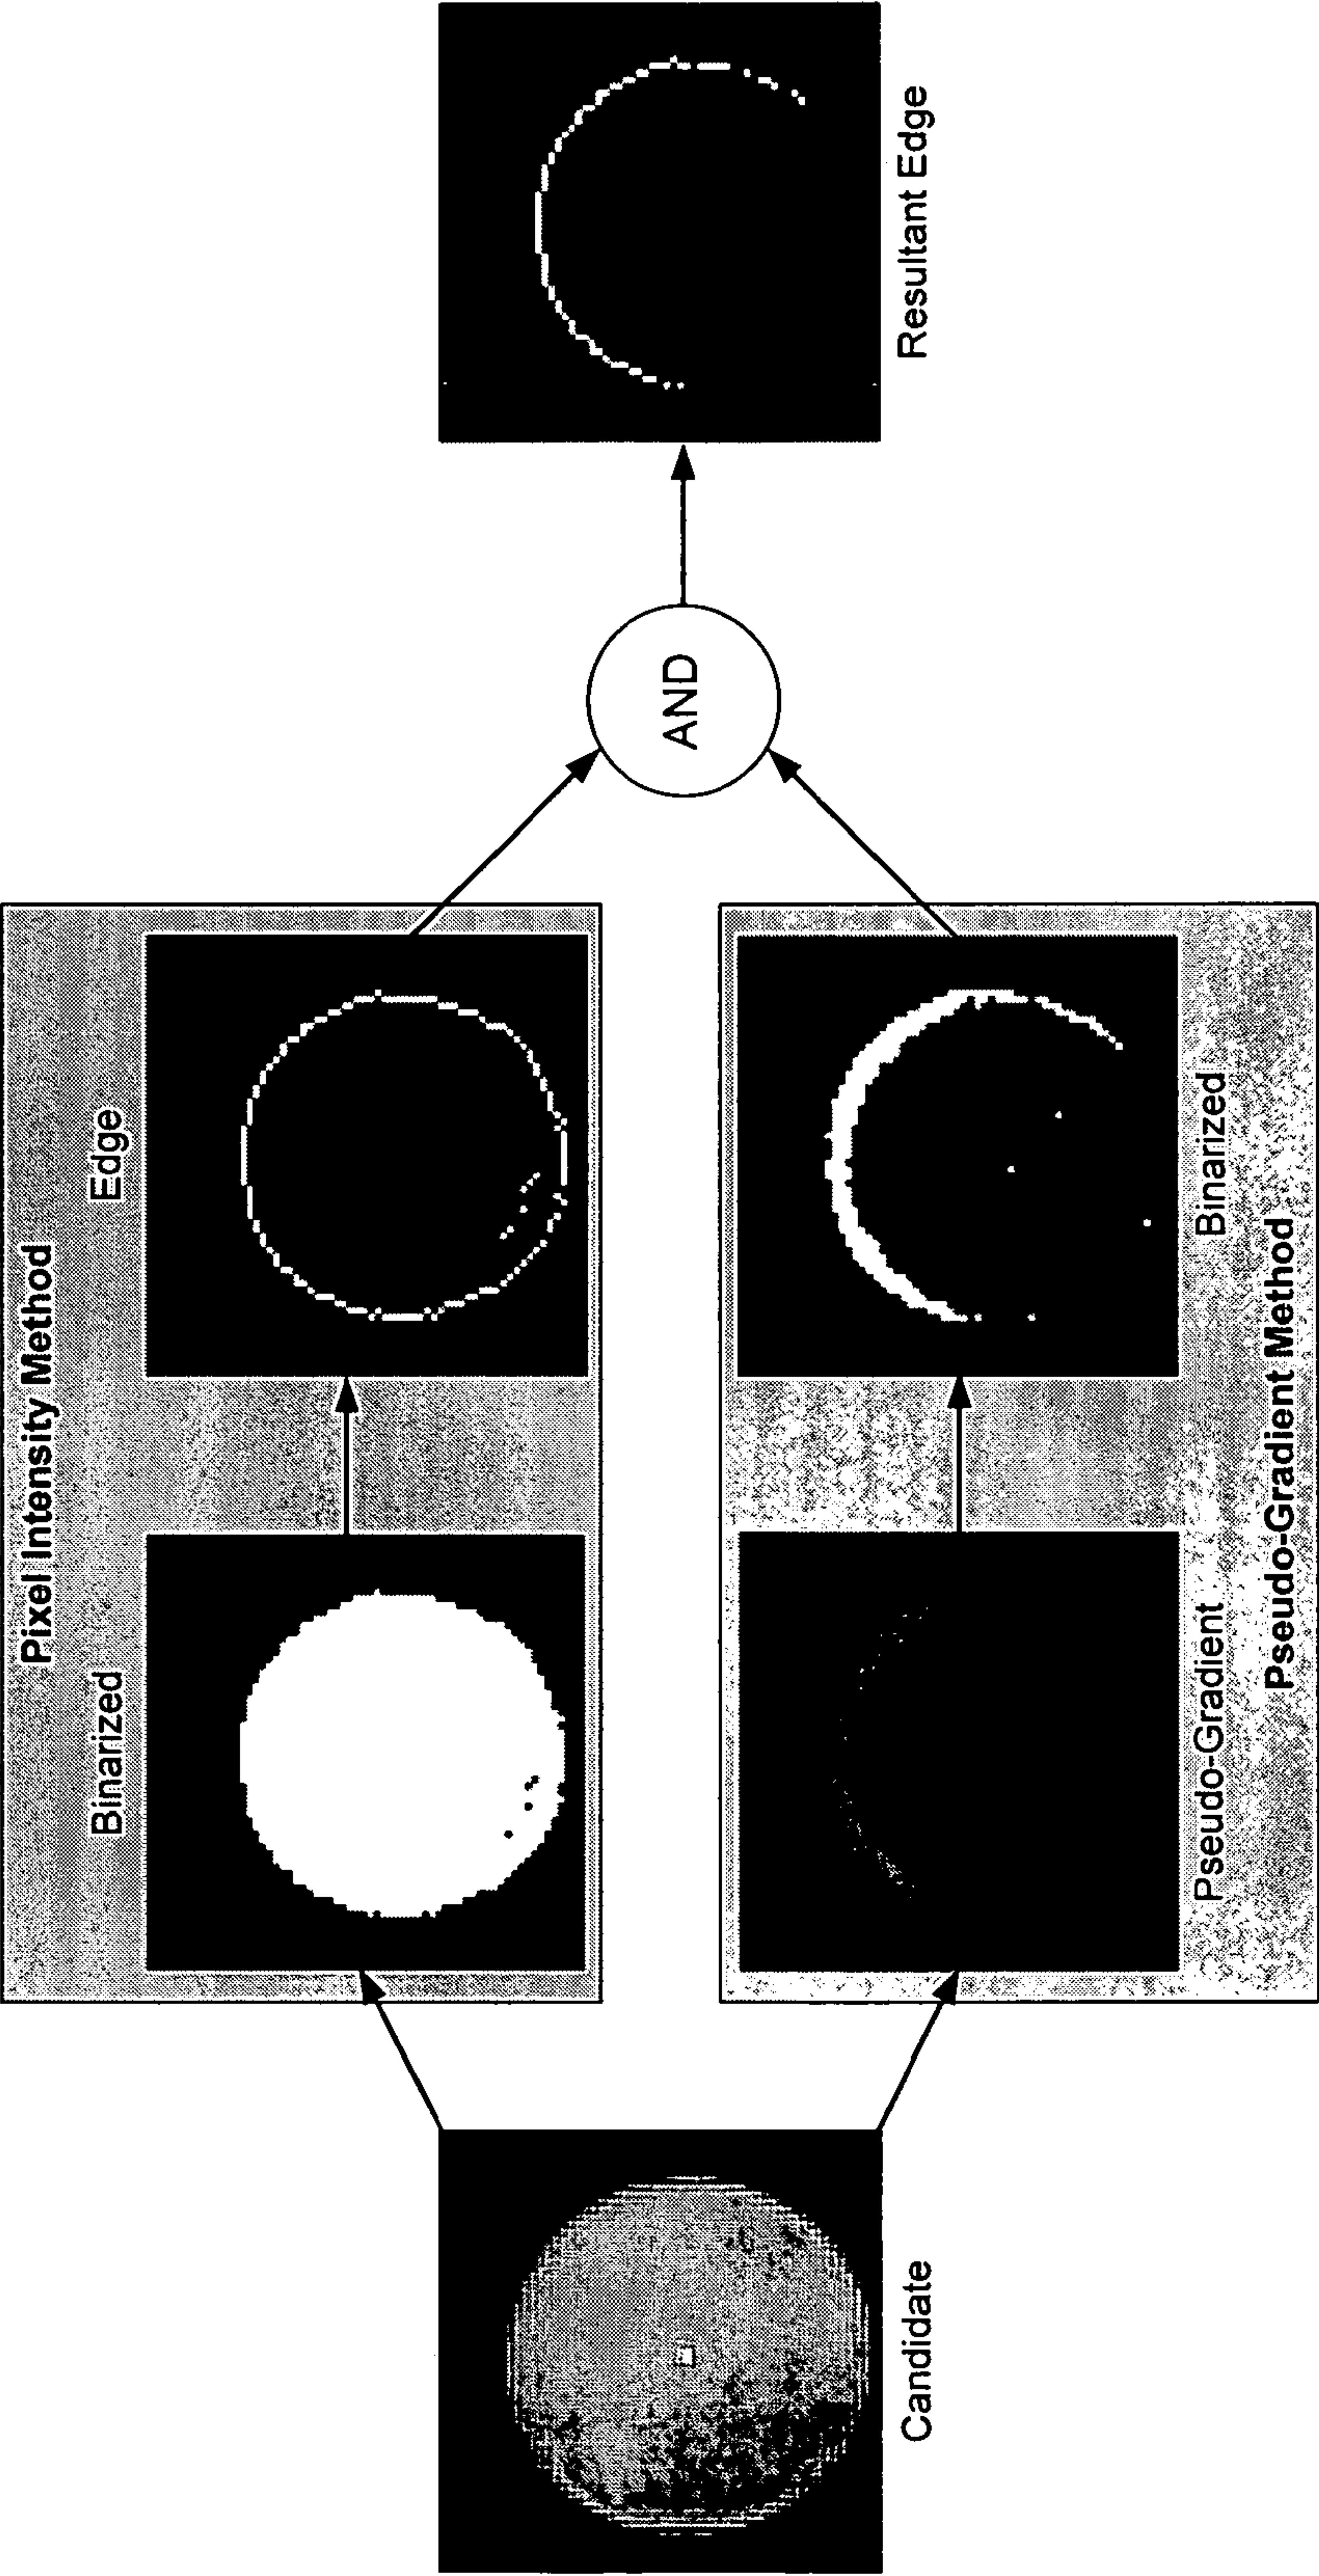 Candidate
Pixel Intensity Method
Binarized
Edge
Pseudo-Gradient
Binarized
Pseudo-Gradient Method
AND
Resultant Edge